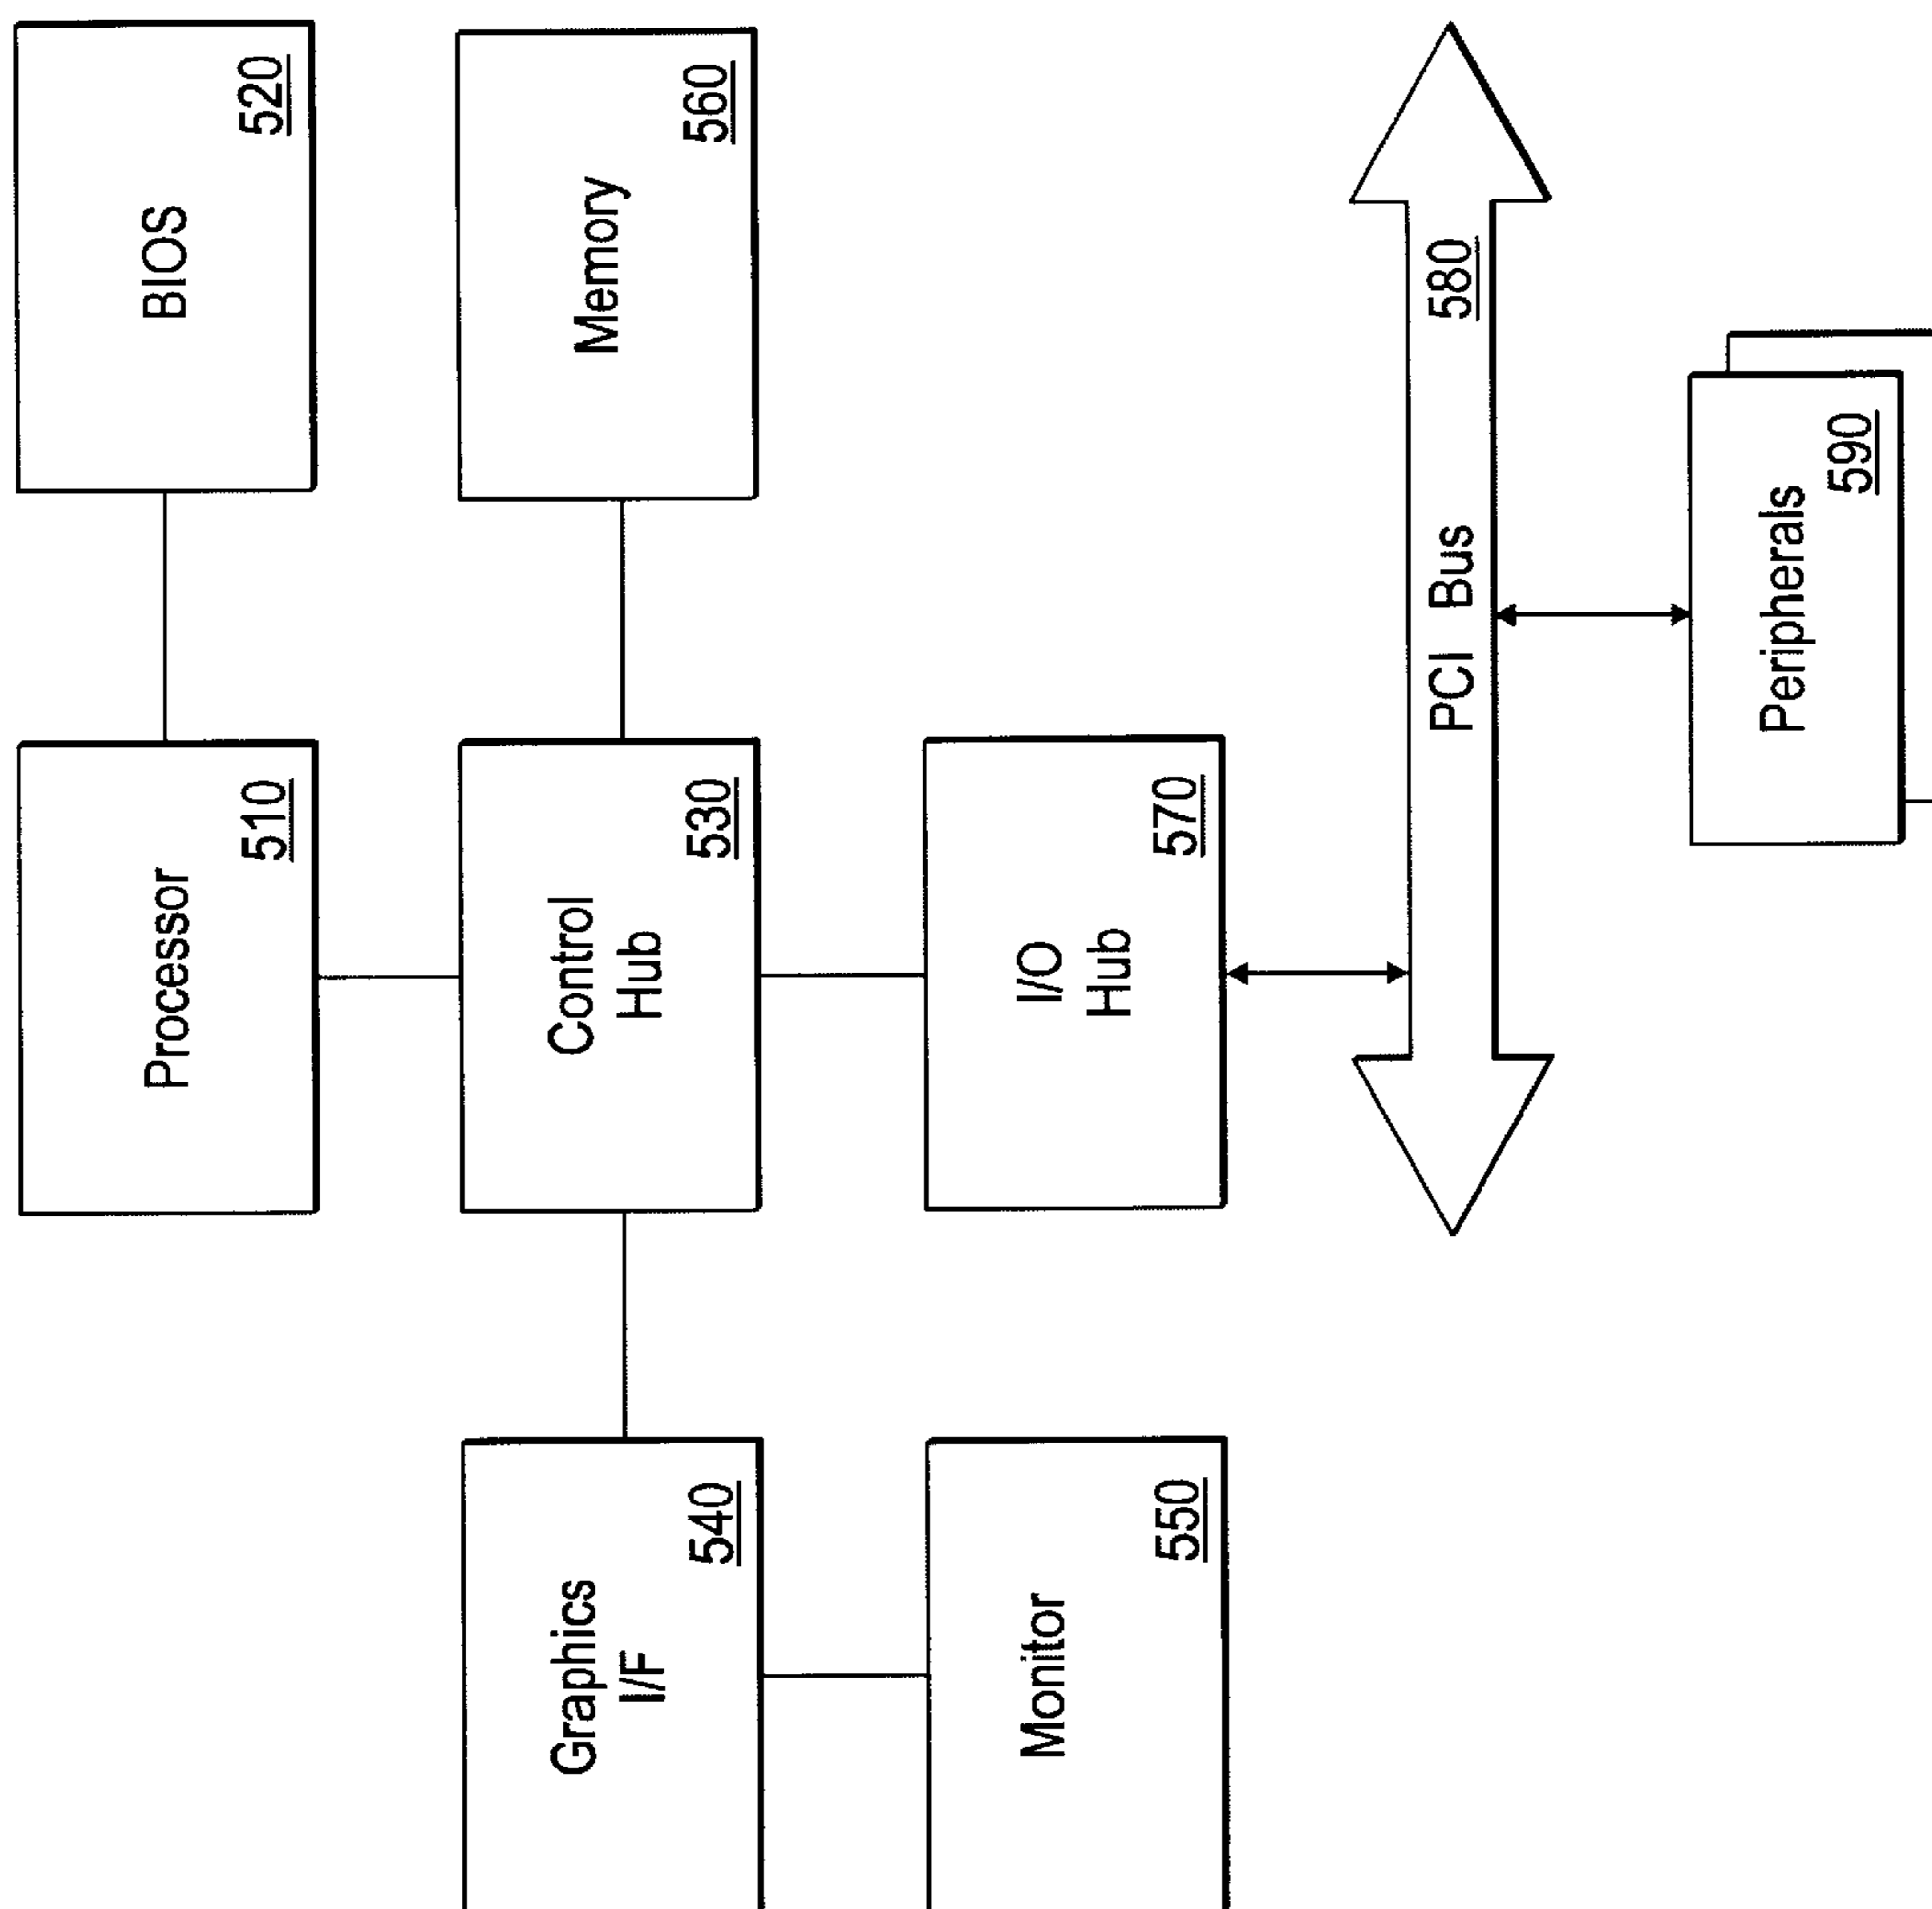 BIOS
520
Processor
510
Memory
560
Control
Hub
530
Graphics
I/F
540
I/O
Hub
570
Monitor
550
PCI Bus 580
Peripherals
590